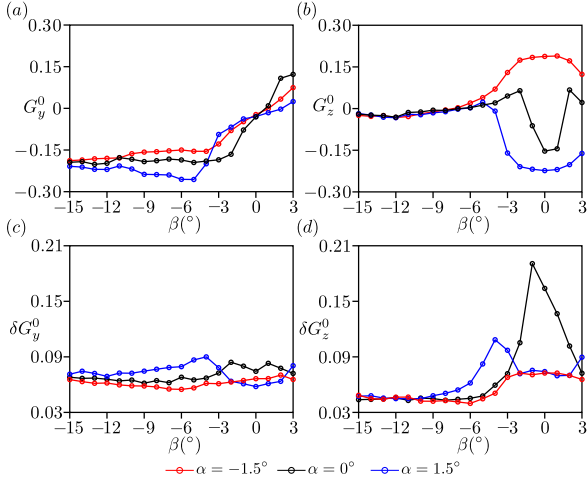 (a) (b)
0.30 0.30
0.15 0.15
G_y^0 0 G_z^0 0
−0.15 −0.15
−0.30 −0.30
−15 −12 −9 −6 −3 0 3 −15 −12 −9 −6 −3 0 3
β(°) β(°)
(c) (d)
0.21 0.21
0.15 0.15
δG_y^0 δG_z^0
0.09 0.09
0.03 0.03
−15 −12 −9 −6 −3 0 3 −15 −12 −9 −6 −3 0 3
β(°) β(°)
α = −1.5° α = 0° α = 1.5°